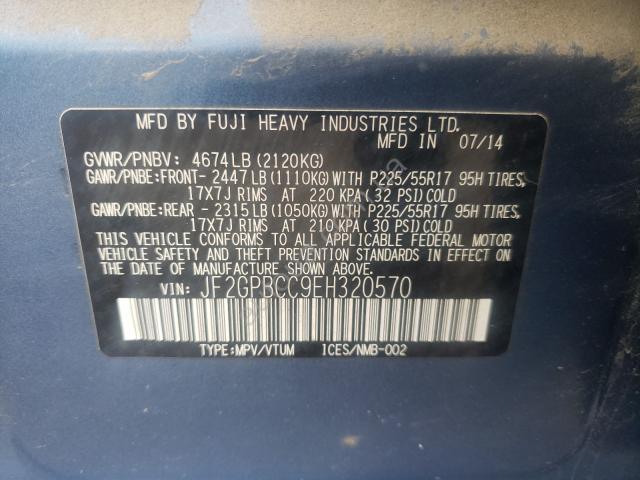 MFD BY FUJI HEAVY INDUSTRIES LTD.
MFD IN 07/14
GVWR/PNBV: 4674LB (2120KG)
GAWR/PNBE:FRONT- 2447LB (1110KG)WITH P225/55R17 95H TIRES,
17X7J RIMS AT 220 KPA (32 PSI) COLD
GAWR/PNBE:REAR - 2315LB (1050KG)WITH P225/55R17 95H TIRES,
17X7J RIMS AT 210 KPA (30 PSI) COLD
THIS VEHICLE CONFORMS TO ALL APPLICABLE FEDERAL MOTOR
VEHICLE SAFETY AND THEFT PREVENTION STANDARDS IN EFFECT
ON THE DATE OF MANUFACTURE SHOWN ABOVE.
VIN: JF2GPBCC9EH320570
TYPE:MPV/VTUM ICES/NMB-002